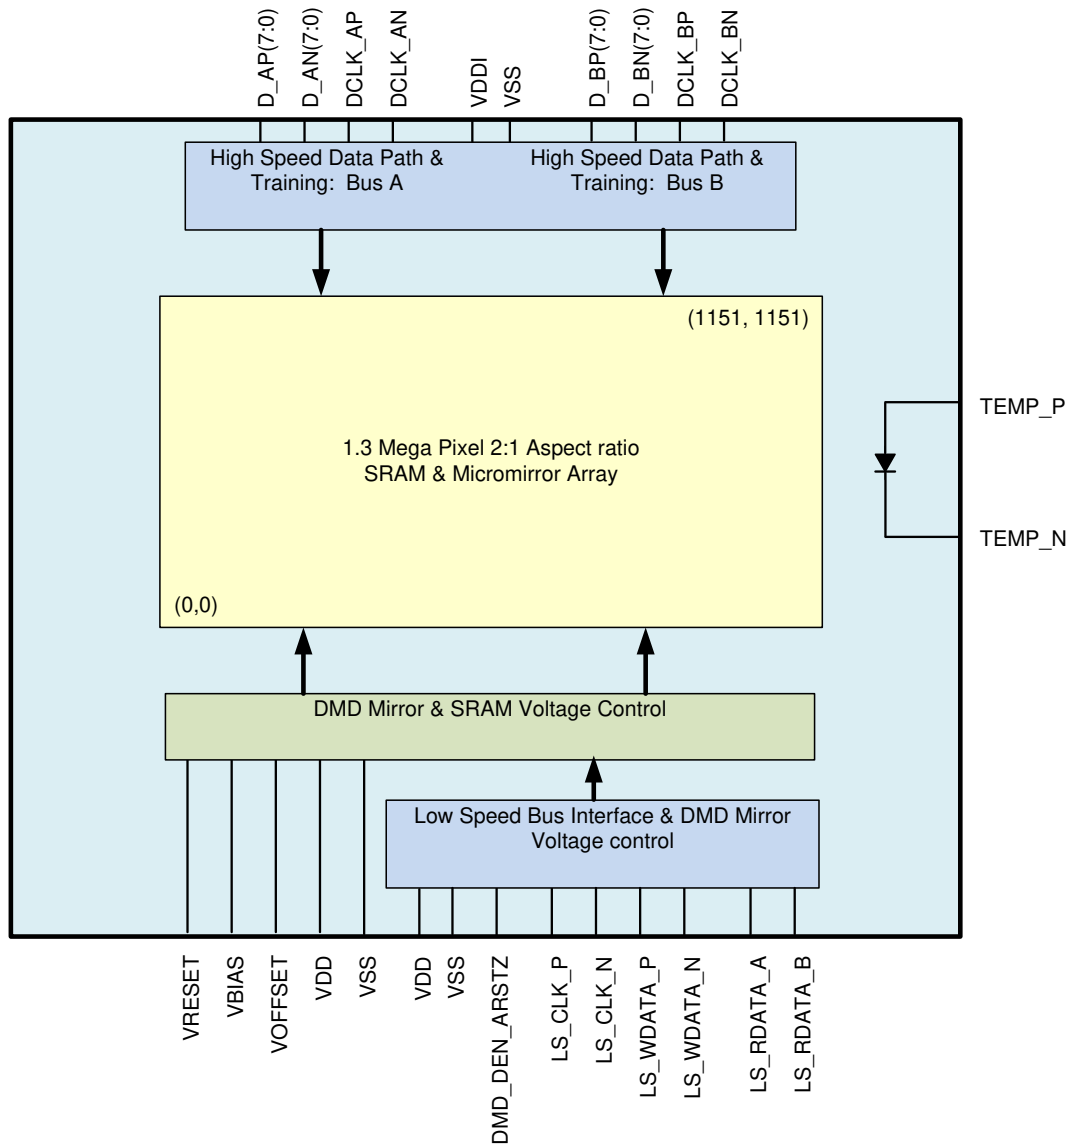 D_AP(7:0)
D_AN(7:0)
DCLK_AP
DCLK_AN
VDDI
VSS
D_BP(7:0)
D_BN(7:0)
DCLK_BP
DCLK_BN
High Speed Data Path &
Training: Bus A
High Speed Data Path &
Training: Bus B
(1151, 1151)
1.3 Mega Pixel 2:1 Aspect ratio
SRAM & Micromirror Array
(0,0)
TEMP_P
TEMP_N
DMD Mirror & SRAM Voltage Control
Low Speed Bus Interface & DMD Mirror
Voltage control
VRESET
VBIAS
VOFFSET
VDD
VSS
VDD
VSS
DMD_DEN_ARSTZ
LS_CLK_P
LS_CLK_N
LS_WDATA_P
LS_WDATA_N
LS_RDATA_A
LS_RDATA_B